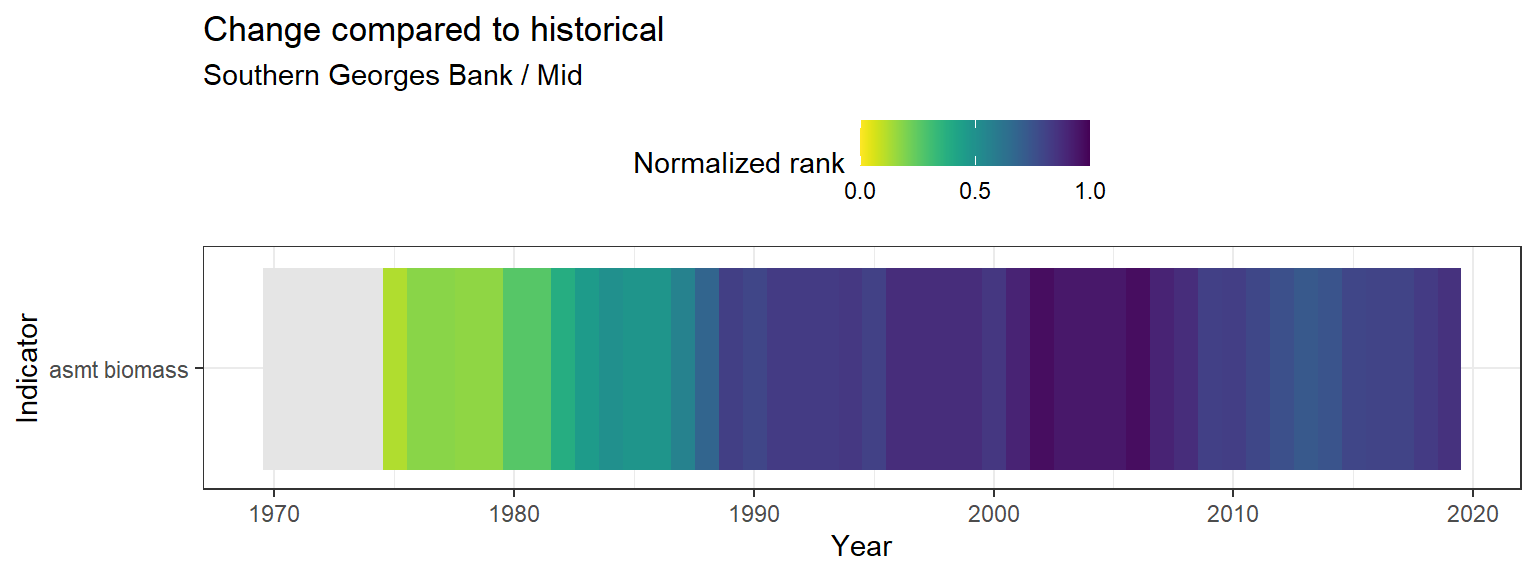 Change compared to historical
Southern Georges Bank / Mid
Normalized rank
0.0 0.5 1.0
Indicator
asmt biomass
1970 1980 1990 2000 2010 2020
Year